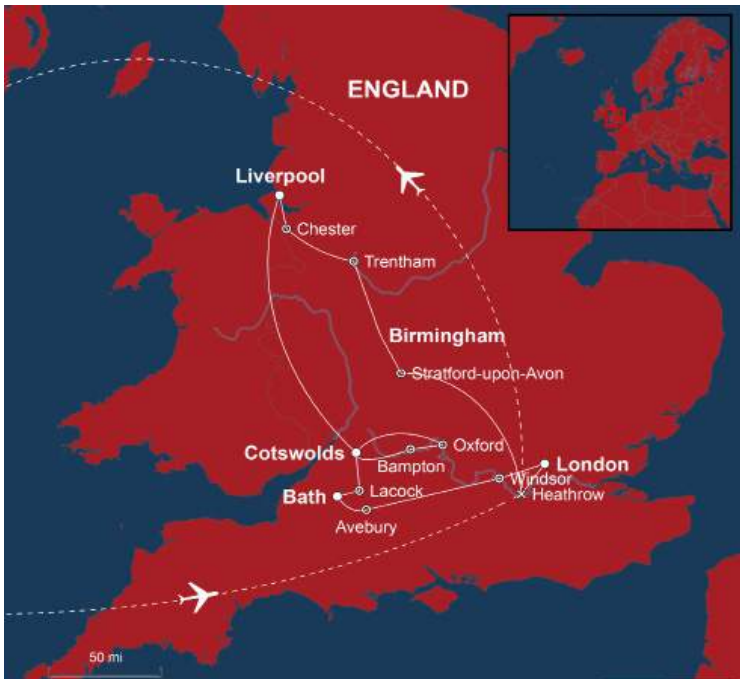 ENGLAND
Liverpool
Chester
Trentham
Birmingham
Stratford-upon-Avon
Oxford
Cotswolds
Bampton
London
Windsor
Lacock
Heathrow
Bath
Avebury
50 mi